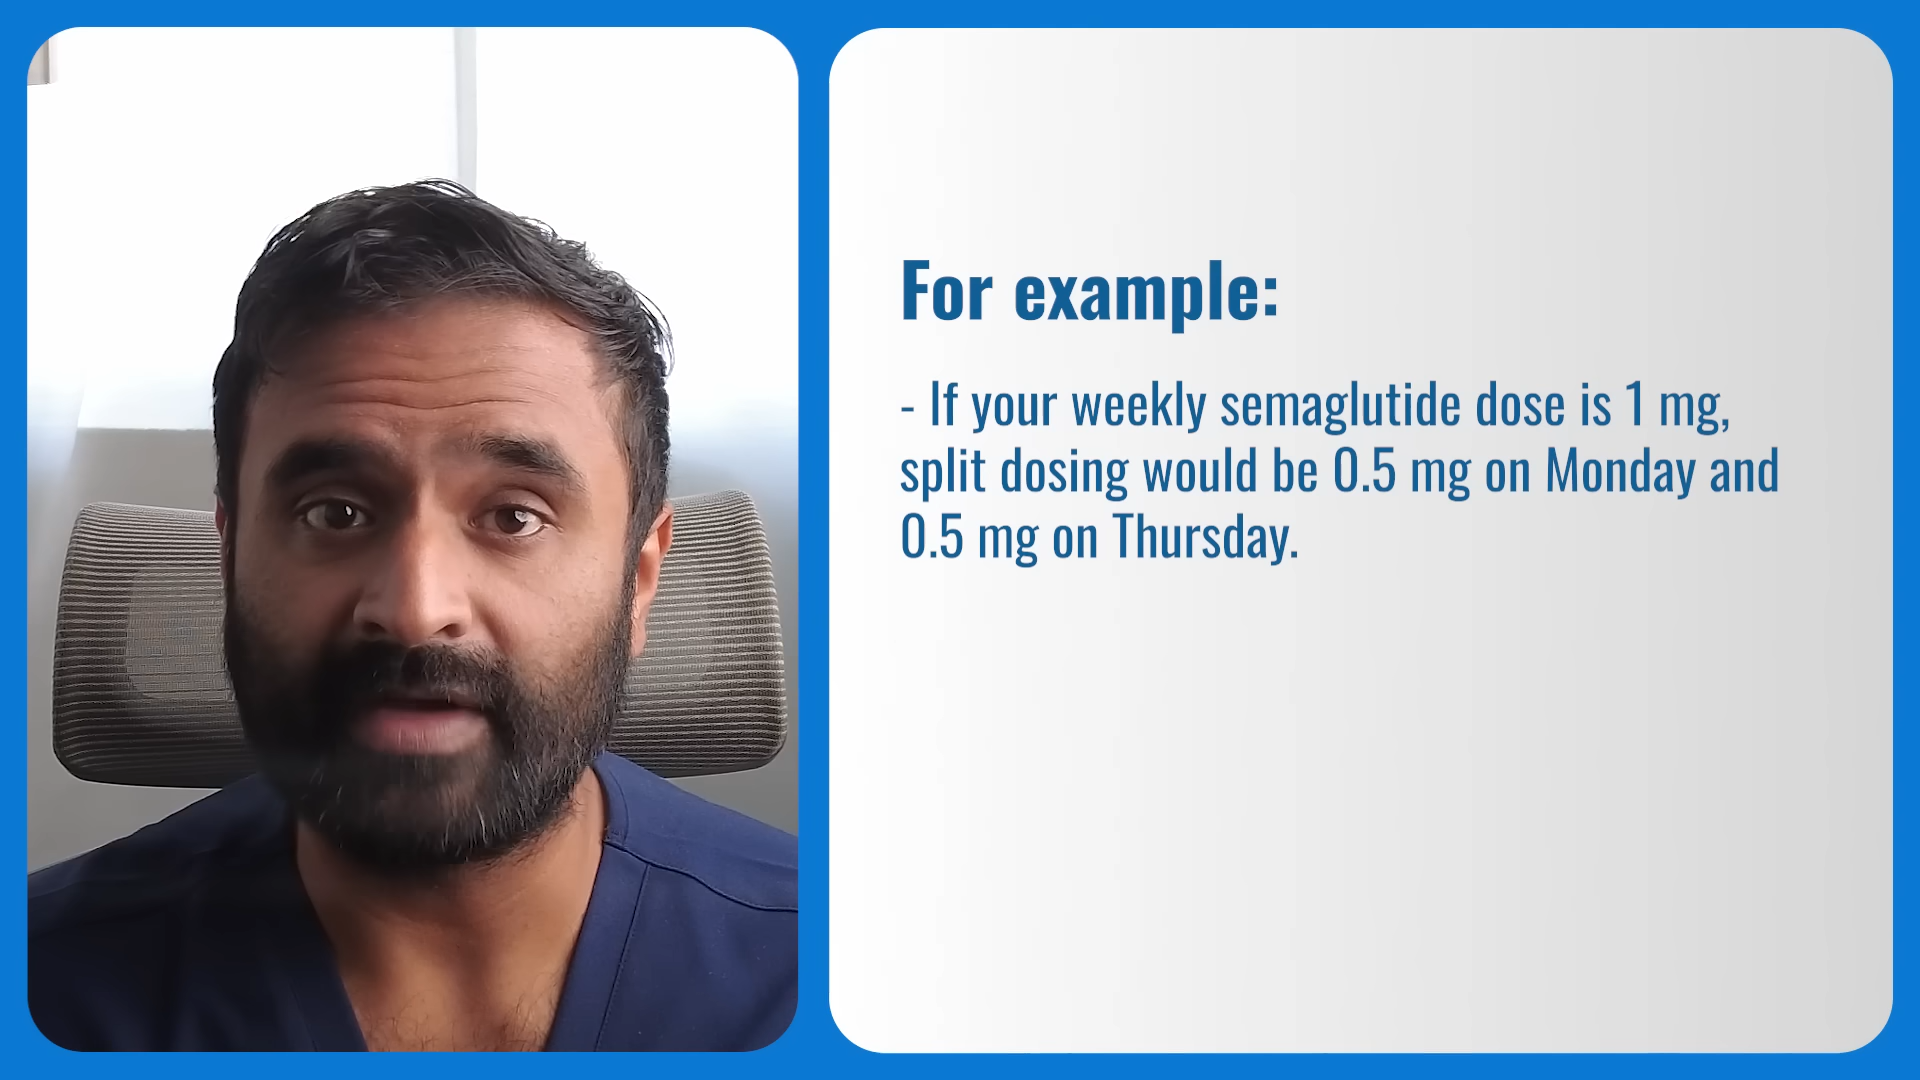 For example:
- If your weekly semaglutide dose is 1 mg,
split dosing would be 0.5 mg on Monday and
0.5 mg on Thursday.